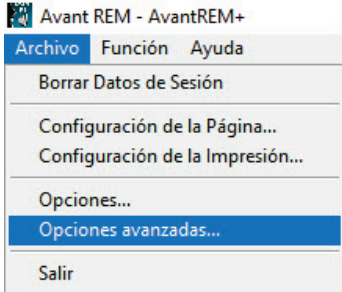 Avant REM - AvantREM+
Archivo Función Ayuda
Borrar Datos de Sesión
Configuración de la Página...
Configuración de la Impresión...
Opciones...
Opciones avanzadas...
Salir